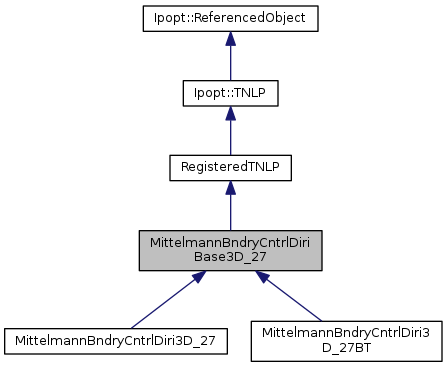 Ipopt::ReferencedObject
Ipopt::TNLP
RegisteredTNLP
MittelmannBndryCntrlDiri
Base3D_27
MittelmannBndryCntrlDiri3D_27
MittelmannBndryCntrlDiri3
D_27BT